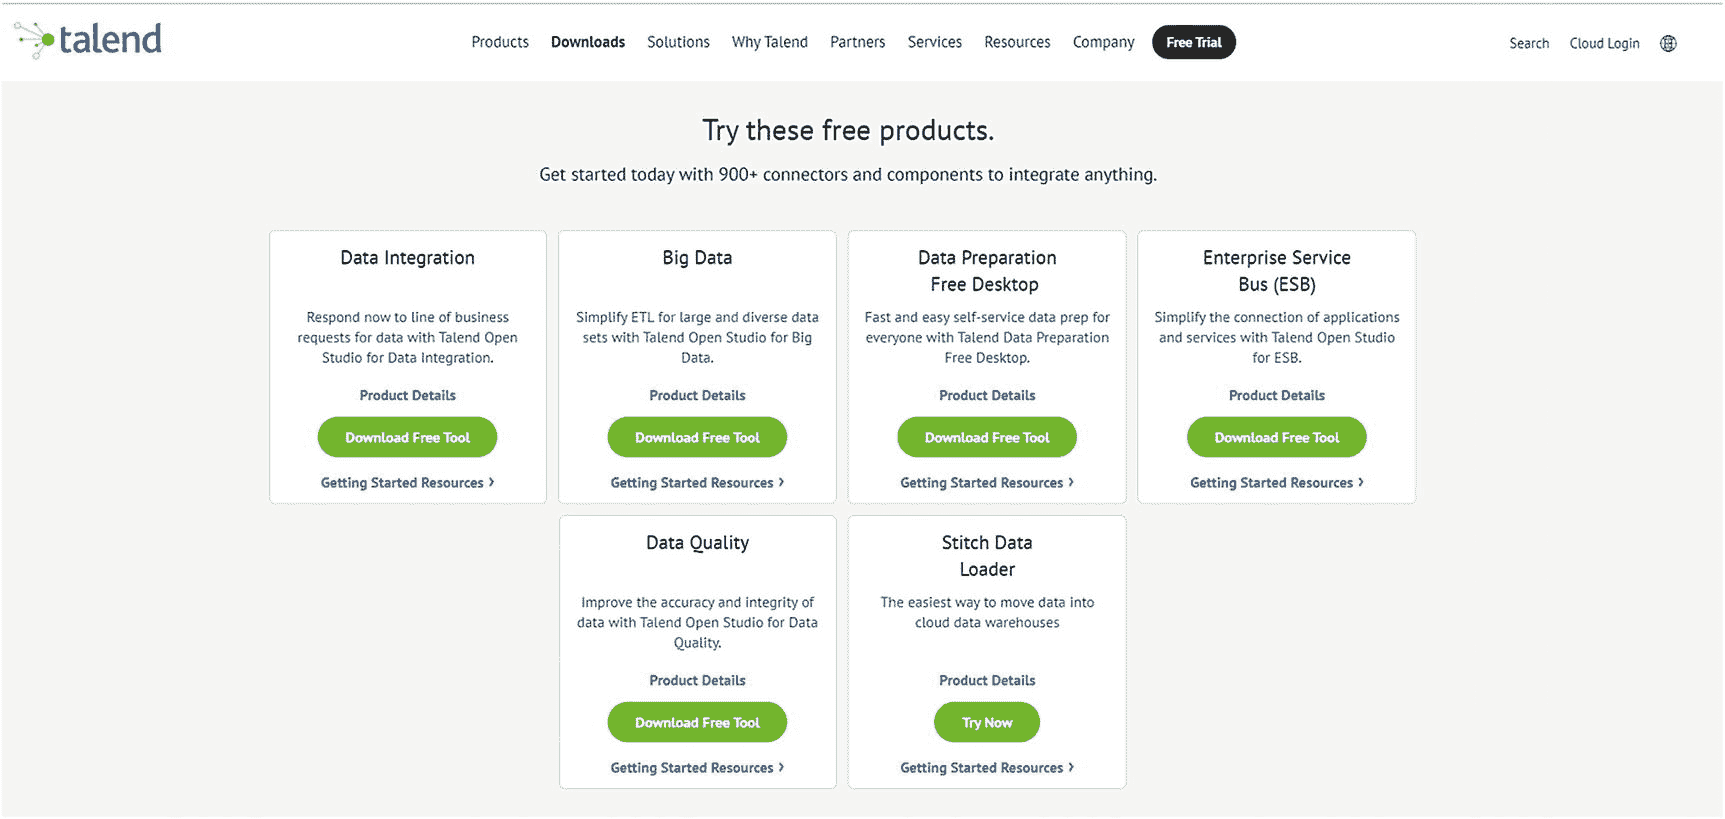 talend
Products Downloads Solutions Why Talend Partners Services Resources Company Free Trial Search Cloud Login
Try these free products.
Get started today with 900+ connectors and components to integrate anything.
Data Integration
Respond now to line of business
requests for data with Talend Open
Studio for Data Integration.
Product Details
Download Free Tool
Getting Started Resources >
Big Data
Simplify ETL for large and diverse data
sets with Talend Open Studio for Big
Data.
Product Details
Download Free Tool
Getting Started Resources >
Data Preparation
Free Desktop
Fast and easy self-service data prep for
everyone with Talend Data Preparation
Free Desktop.
Product Details
Download Free Tool
Getting Started Resources >
Enterprise Service
Bus (ESB)
Simplify the connection of applications
and services with Talend Open Studio
for ESB.
Product Details
Download Free Tool
Getting Started Resources >
Data Quality
Improve the accuracy and integrity of
data with Talend Open Studio for Data
Quality.
Product Details
Download Free Tool
Getting Started Resources >
Stitch Data
Loader
The easiest way to move data into
cloud data warehouses
Product Details
Try Now
Getting Started Resources >